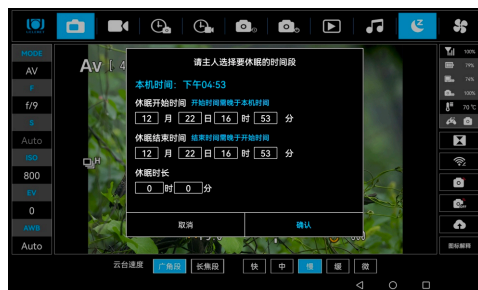 MODE
AV
F
f/9
S
Auto
ISO
800
EV
0
AWB
Auto
Av
4
H
请主人选择要休眠的时间段
本机时间：下午04:53
休眠开始时间 开始时间需晚于本机时间
12 月 22 日 16 时 53 分
休眠结束时间 结束时间需晚于开始时间
12 月 22 日 16 时 53 分
休眠时长
0 时 0 分
取消 确认
100%
79%
74%
100%
70 ℃
图标解释
云台速度 广角段 长焦段 快 中 慢 缓 微